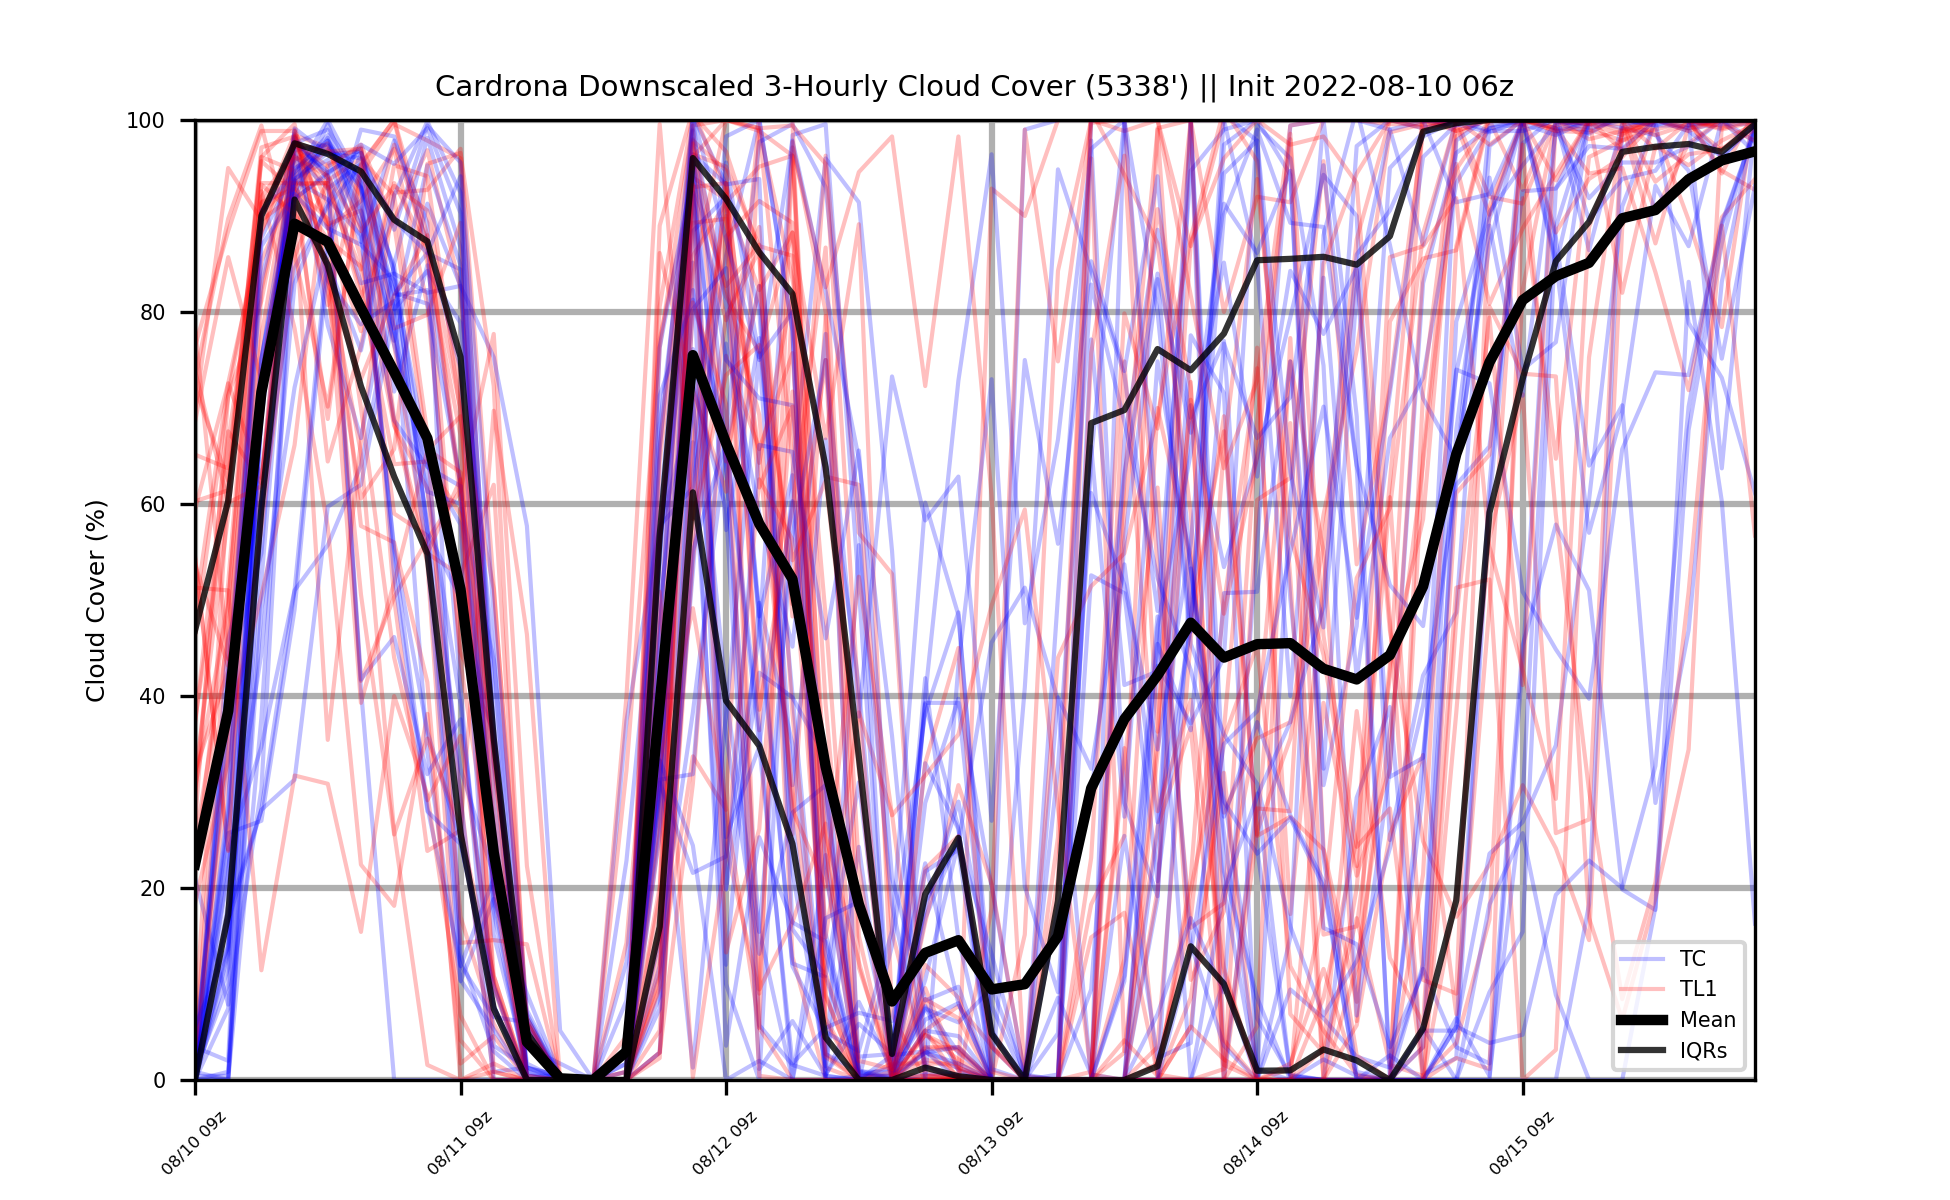 Cardrona Downscaled 3-Hourly Cloud Cover (5338') || Init 2022-08-10 06z
Cloud Cover (%)
100
80
60
40
20
0
08/10 09z
08/11 09z
08/12 09z
08/13 09z
08/14 09z
08/15 09z
TC
TL1
Mean
IQRs